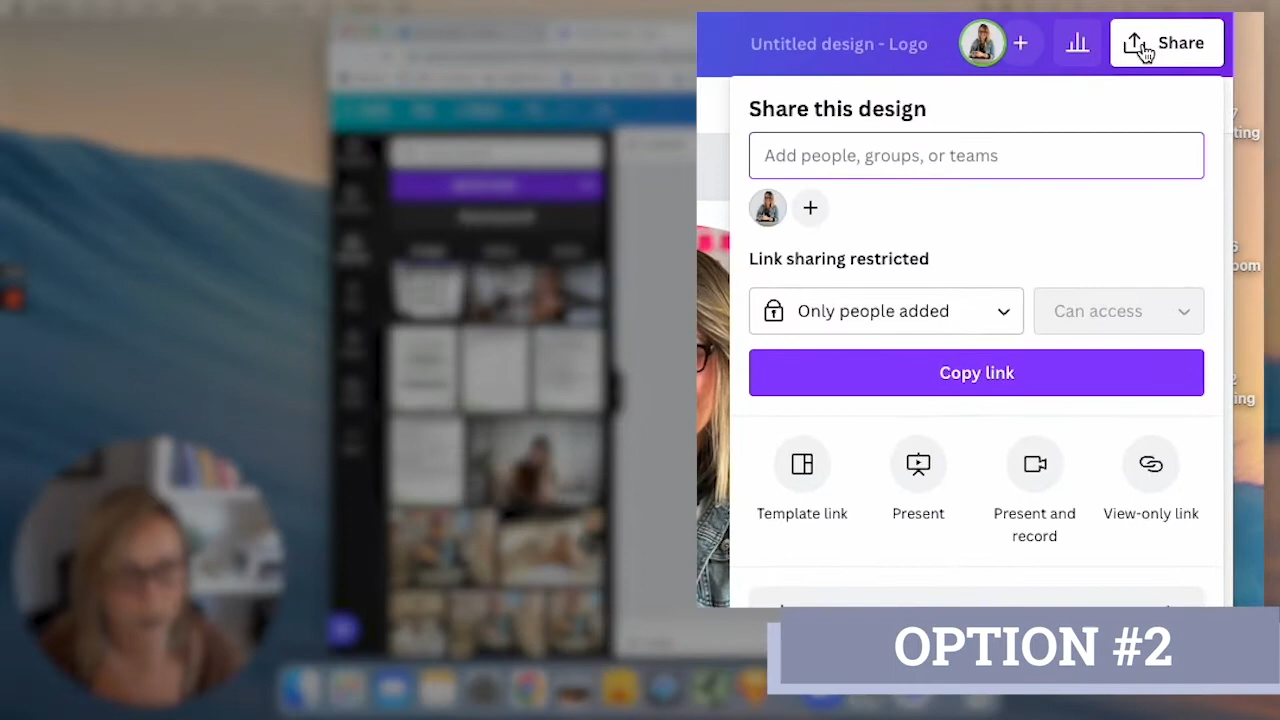 Untitled design - Logo
Share
Share this design
Add people, groups, or teams
Link sharing restricted
Only people added
Can access
Copy link
Template link
Present
Present and
record
View-only link
OPTION #2